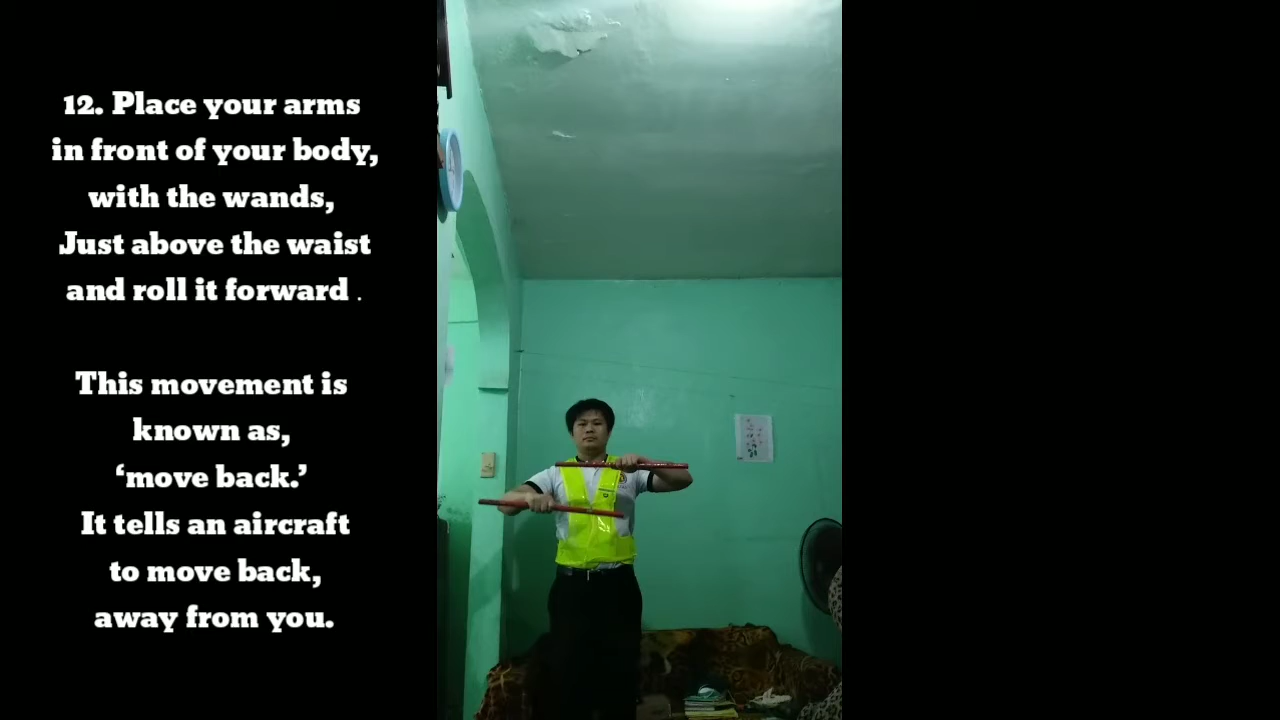 12. Place your arms
in front of your body,
with the wands,
Just above the waist
and roll it forward .
This movement is
known as,
‘move back.’
It tells an aircraft
to move back,
away from you.